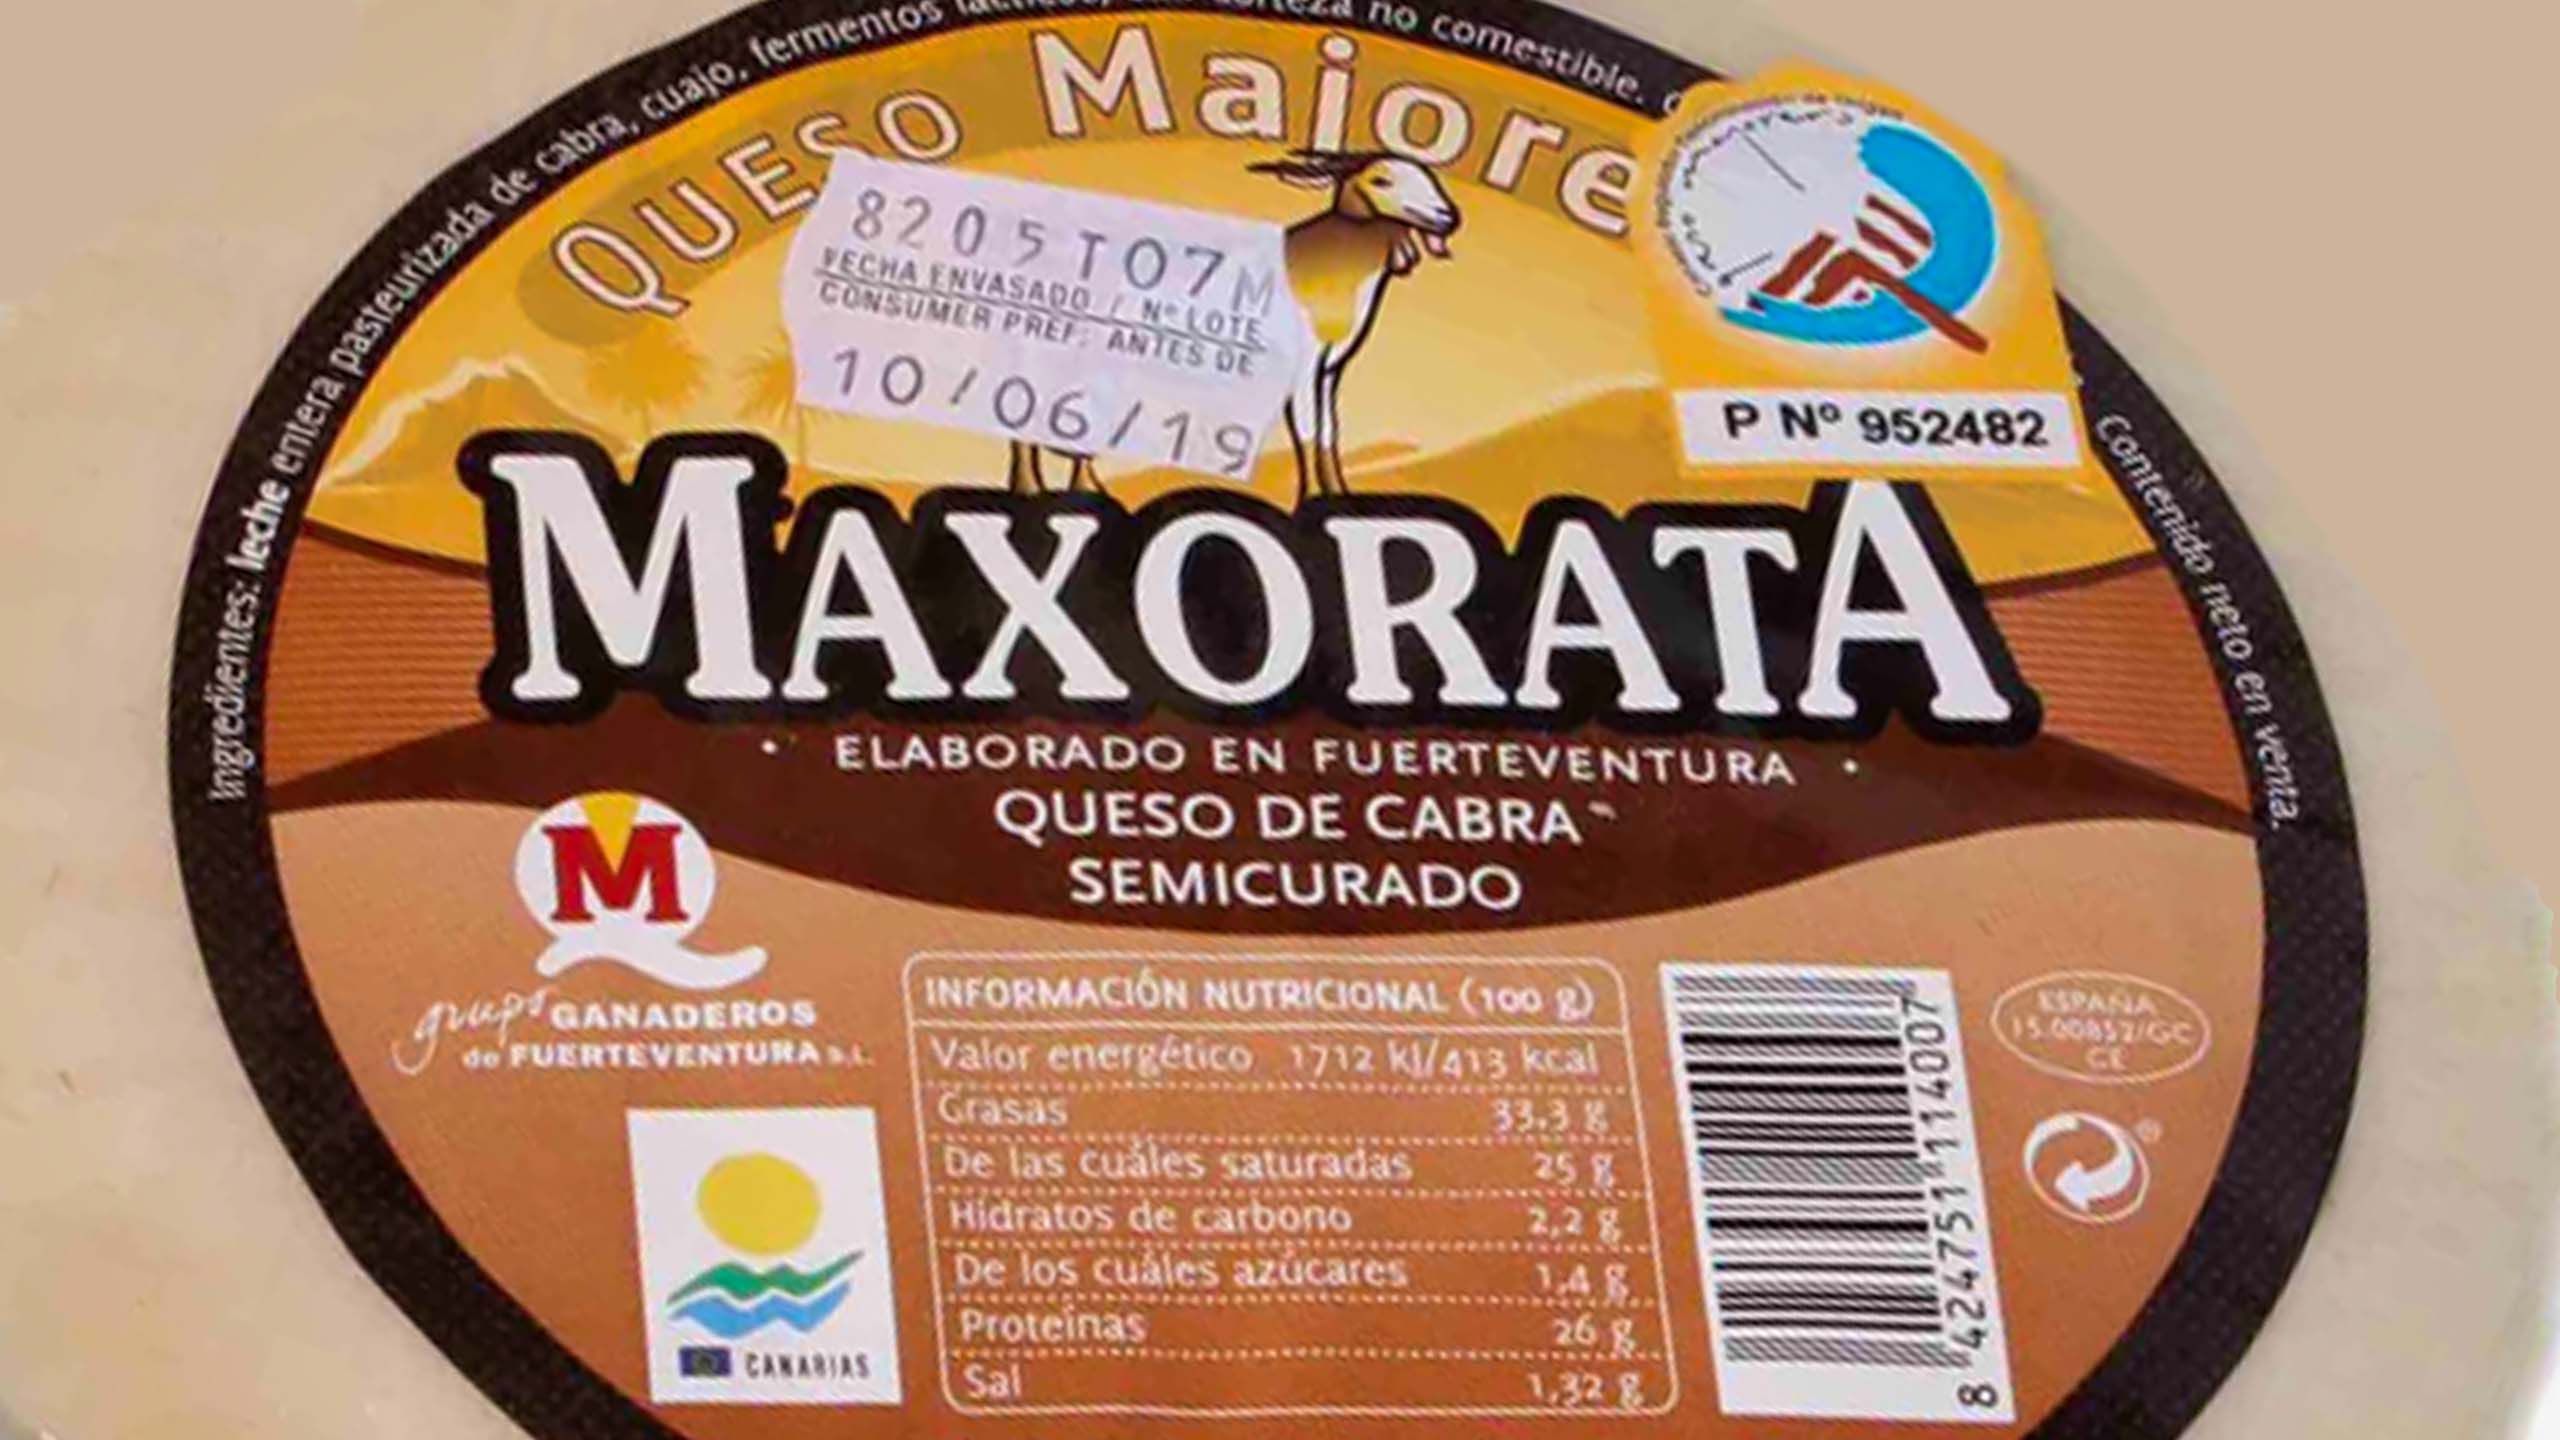 Ingredientes: leche entera pasteurizada de cabra, cuajo, fermentos
no comestible.
Contenido neto en venta.
QUESO Majore
8205T07M
FECHA ENVASADO / Nº LOTE
CONSUMER PREF: ANTES DE
10/06/19
P Nº 952482
MAXORATA
· ELABORADO EN FUERTEVENTURA ·
QUESO DE CABRA
SEMICURADO
M
grupo GANADEROS
de FUERTEVENTURA S.L.
CANARIAS
INFORMACIÓN NUTRICIONAL (100 g)
Valor energético 1712 kJ/413 kcal
Grasas 33,3 g
De las cuáles saturadas 25 g
Hidratos de carbono 2,2 g
De los cuáles azúcares 1,4 g
Proteínas 26 g
Sal 1,32 g
8 424751 114007
ESPAÑA
15.00852/GC
CE